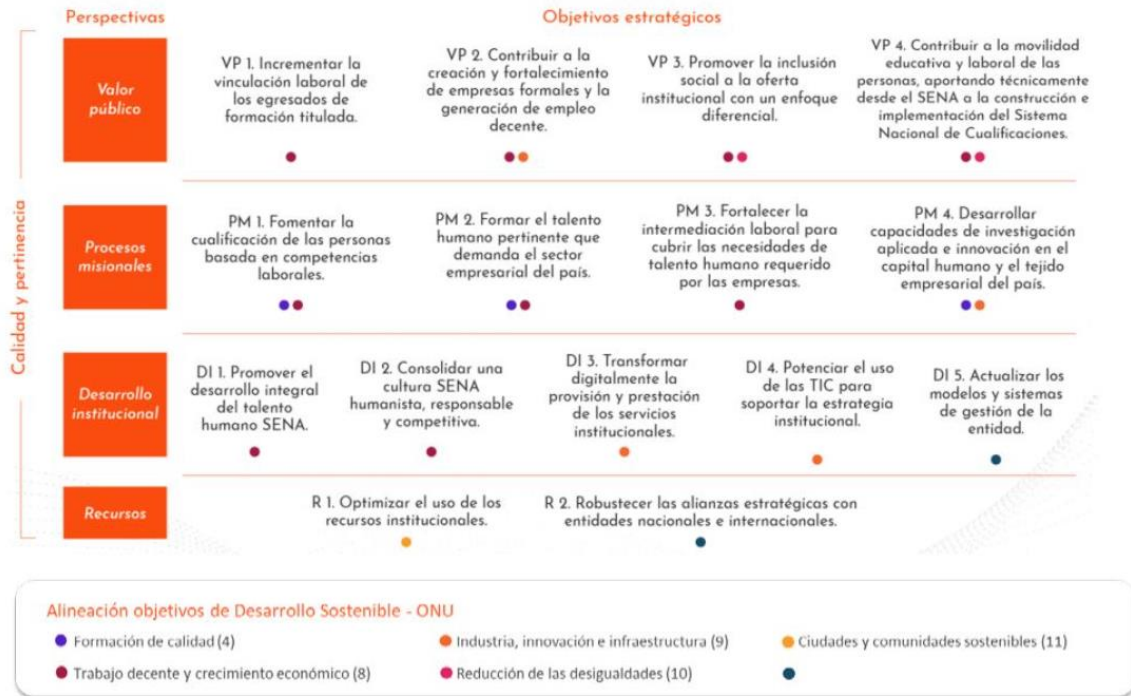 Perspectivas
Objetivos estratégicos
Calidad y pertinencia
Valor
público
VP 1. Incrementar la
vinculación laboral de
los egresados de
formación titulada.
VP 2. Contribuir a la
creación y fortalecimiento
de empresas formales y la
generación de empleo
decente.
VP 3. Promover la inclusión
social a la oferta
institucional con un enfoque
diferencial.
VP 4. Contribuir a la movilidad
educativa y laboral de las
personas, aportando técnicamente
desde el SENA a la construcción e
implementación del Sistema
Nacional de Cualificaciones.
Procesos
misionales
PM 1. Fomentar la
cualificación de las personas
basada en competencias
laborales.
PM 2. Formar el talento
humano pertinente que
demanda el sector
empresarial del país.
PM 3. Fortalecer la
intermediación laboral para
cubrir las necesidades de
talento humano requerido
por las empresas.
PM 4. Desarrollar
capacidades de investigación
aplicada e innovación en el
capital humano y el tejido
empresarial del país.
Desarrollo
institucional
DI 1. Promover el
desarrollo integral
del talento
humano SENA.
DI 2. Consolidar una
cultura SENA
humanista, responsable
y competitiva.
DI 3. Transformar
digitalmente la
provisión y prestación
de los servicios
institucionales.
DI 4. Potenciar el uso
de las TIC para
soportar la estrategia
institucional.
DI 5. Actualizar los
modelos y sistemas
de gestión de la
entidad.
Recursos
R 1. Optimizar el uso de los
recursos institucionales.
R 2. Robustecer las alianzas estratégicas con
entidades nacionales e internacionales.
Alineación objetivos de Desarrollo Sostenible - ONU
Formación de calidad (4)
Industria, innovación e infraestructura (9)
Ciudades y comunidades sostenibles (11)
Trabajo decente y crecimiento económico (8)
Reducción de las desigualdades (10)